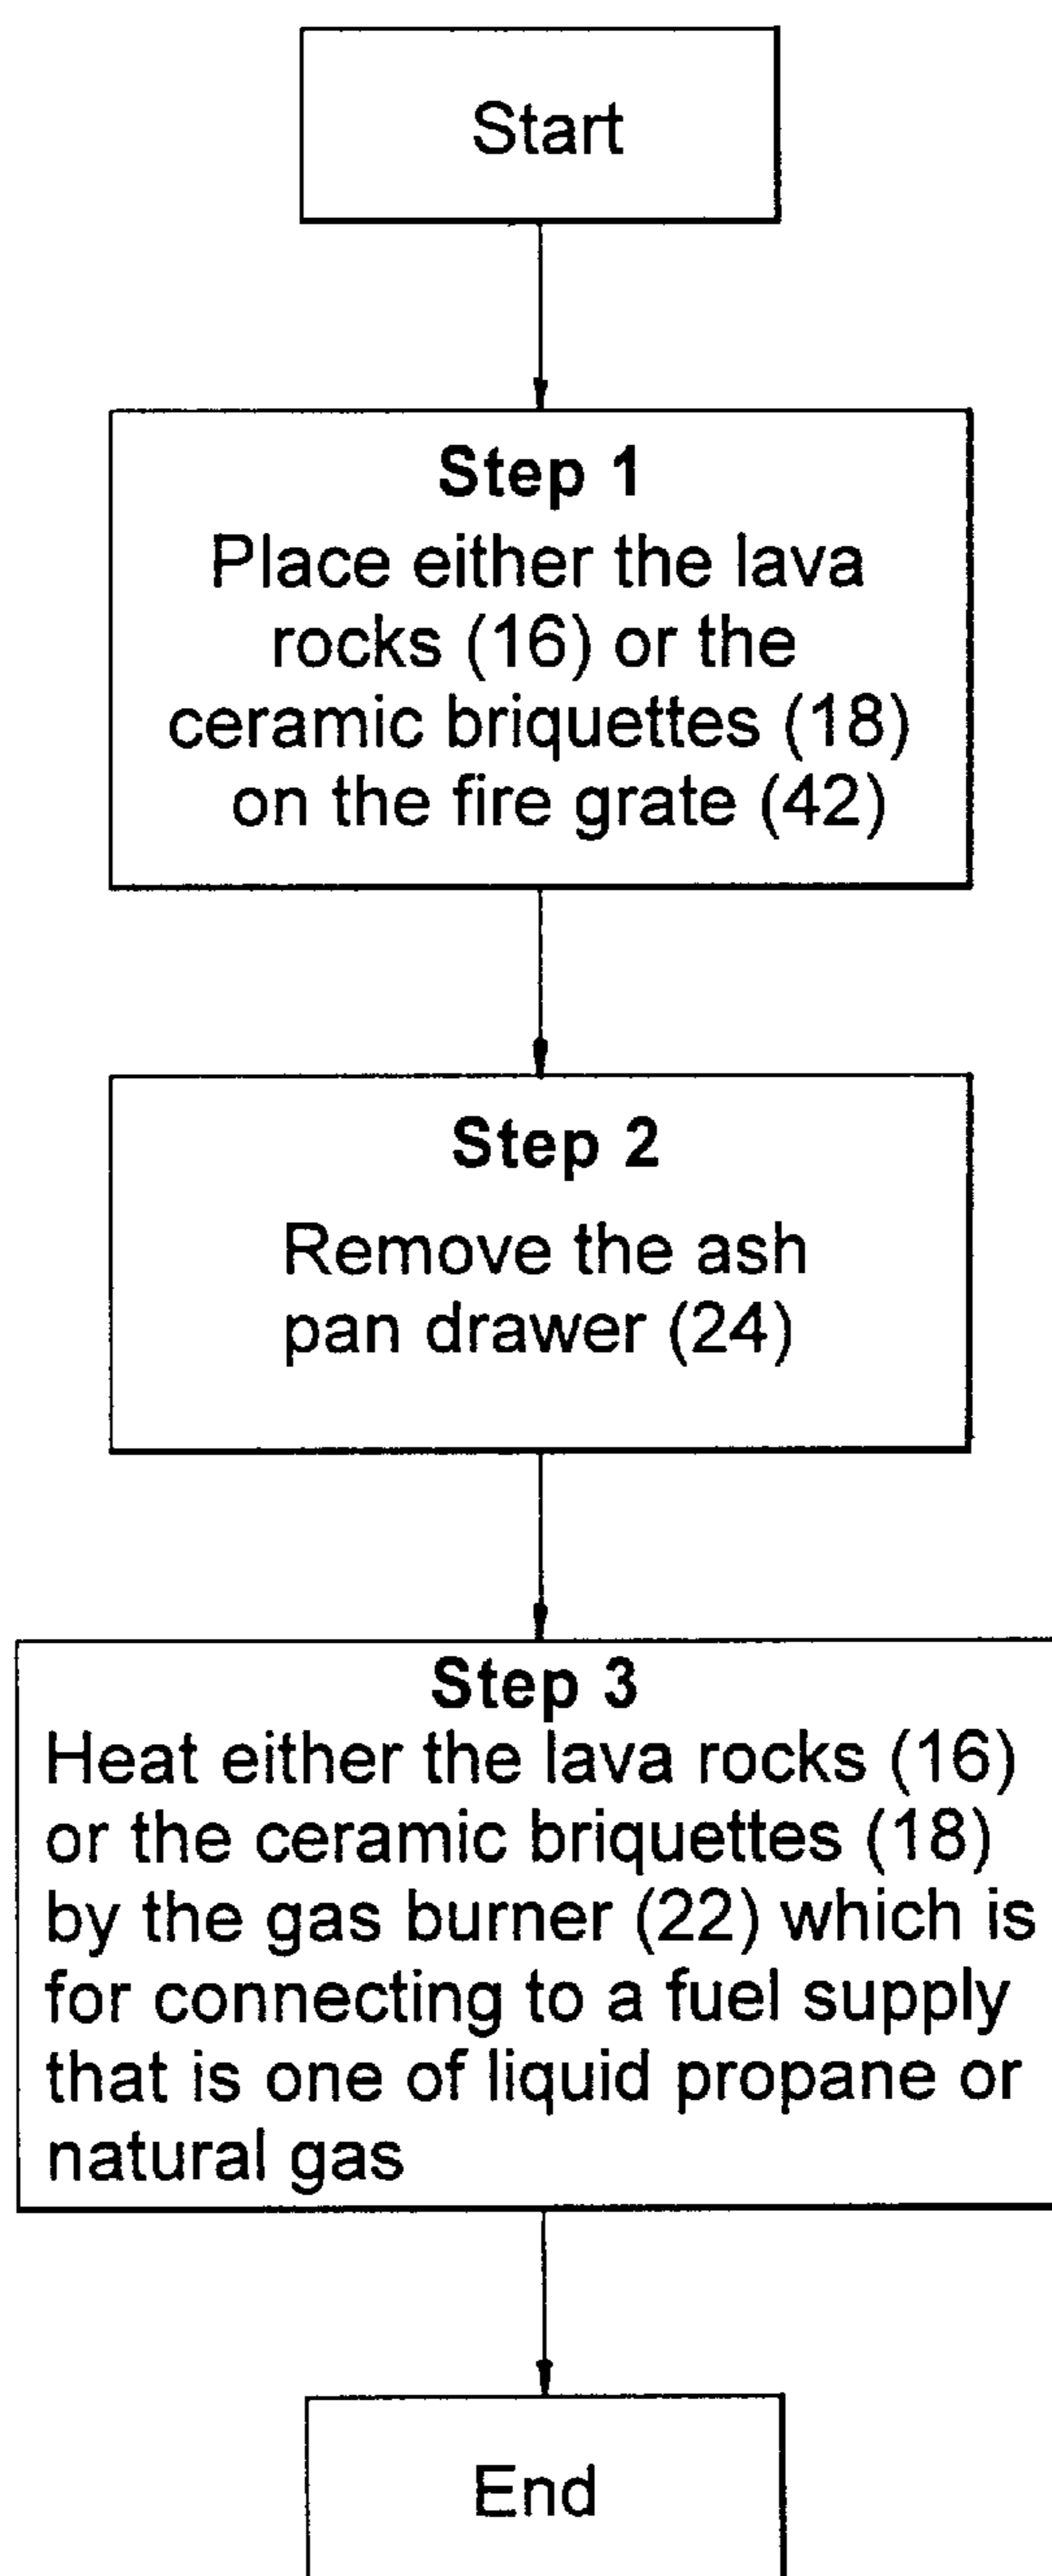 Start
Step 1
Place either the lava
rocks (16) or the
ceramic briquettes (18)
on the fire grate (42)
Step 2
Remove the ash
pan drawer (24)
Step 3
Heat either the lava rocks (16)
or the ceramic briquettes (18)
by the gas burner (22) which is
for connecting to a fuel supply
that is one of liquid propane or
natural gas
End